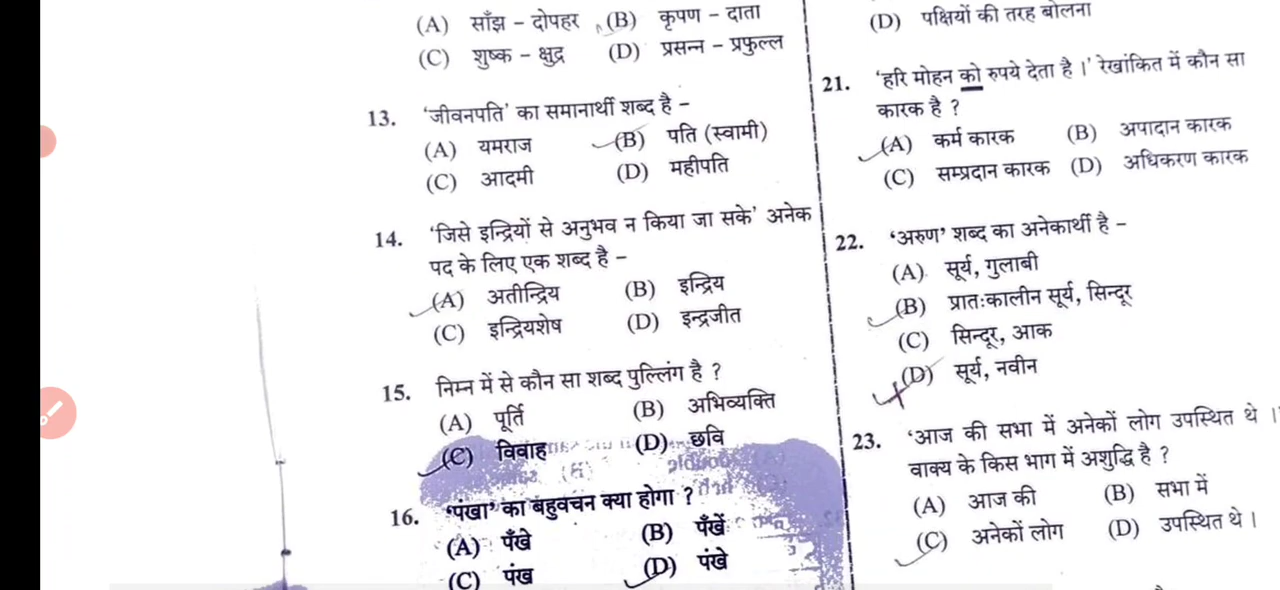 (A) साँझ – दोपहर (B) कृपण – दाता
(C) शुष्क – क्षुद्र (D) प्रसन्न – प्रफुल्ल
13. 'जीवनपति' का समानार्थी शब्द है –
(A) यमराज (B) पति (स्वामी)
(C) आदमी (D) महीपति
14. 'जिसे इन्द्रियों से अनुभव न किया जा सके' अनेक
पद के लिए एक शब्द है –
(A) अतीन्द्रिय (B) इन्द्रिय
(C) इन्द्रियशेष (D) इन्द्रजीत
15. निम्न में से कौन सा शब्द पुल्लिंग है ?
(A) पूर्ति (B) अभिव्यक्ति
(C) विवाह (D) छवि
16. 'पंखा' का बहुवचन क्या होगा ?
(A) पँखे (B) पँखें
(C) पंख (D) पंखे
(D) पक्षियों की तरह बोलना
21. 'हरि मोहन को रुपये देता है ।' रेखांकित में कौन सा
कारक है ?
(A) कर्म कारक (B) अपादान कारक
(C) सम्प्रदान कारक (D) अधिकरण कारक
22. 'अरुण' शब्द का अनेकार्थी है –
(A) सूर्य, गुलाबी
(B) प्रातःकालीन सूर्य, सिन्दूर
(C) सिन्दूर, आक
(D) सूर्य, नवीन
23. 'आज की सभा में अनेकों लोग उपस्थित थे ।'
वाक्य के किस भाग में अशुद्धि है ?
(A) आज की (B) सभा में
(C) अनेकों लोग (D) उपस्थित थे ।